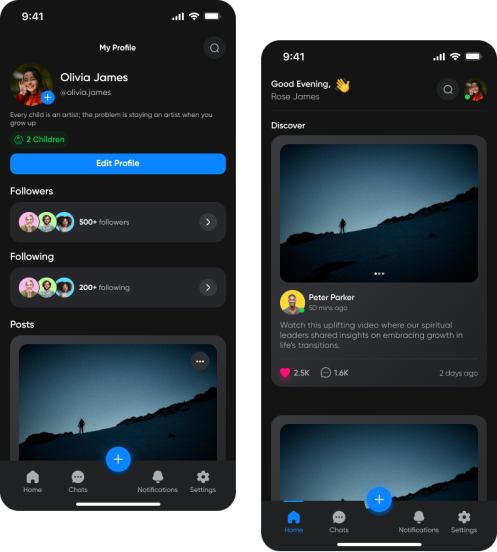 9:41
My Profile
Olivia James
@olivia.james
Every child is an artist; the problem is staying an artist when you
grow up
2 Children
Edit Profile
Followers
500+ followers
Following
200+ following
Posts
Home
Chats
Notifications
Settings
9:41
Good Evening,
Rose James
Discover
Peter Parker
50 mins ago
Watch this uplifting video where our spiritual
leaders shared insights on embracing growth in
life's transitions.
2.5K
1.6K
2 days ago
Home
Chats
Notifications
Settings